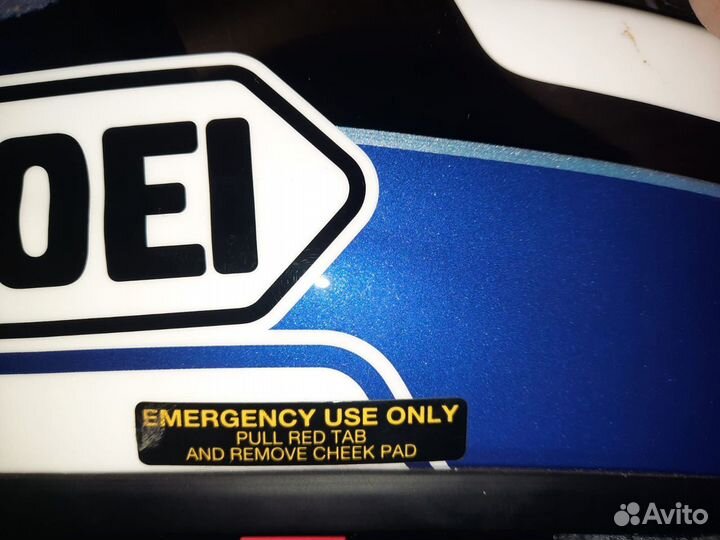 OEI
EMERGENCY USE ONLY
PULL RED TAB
AND REMOVE CHEEK PAD
Avito